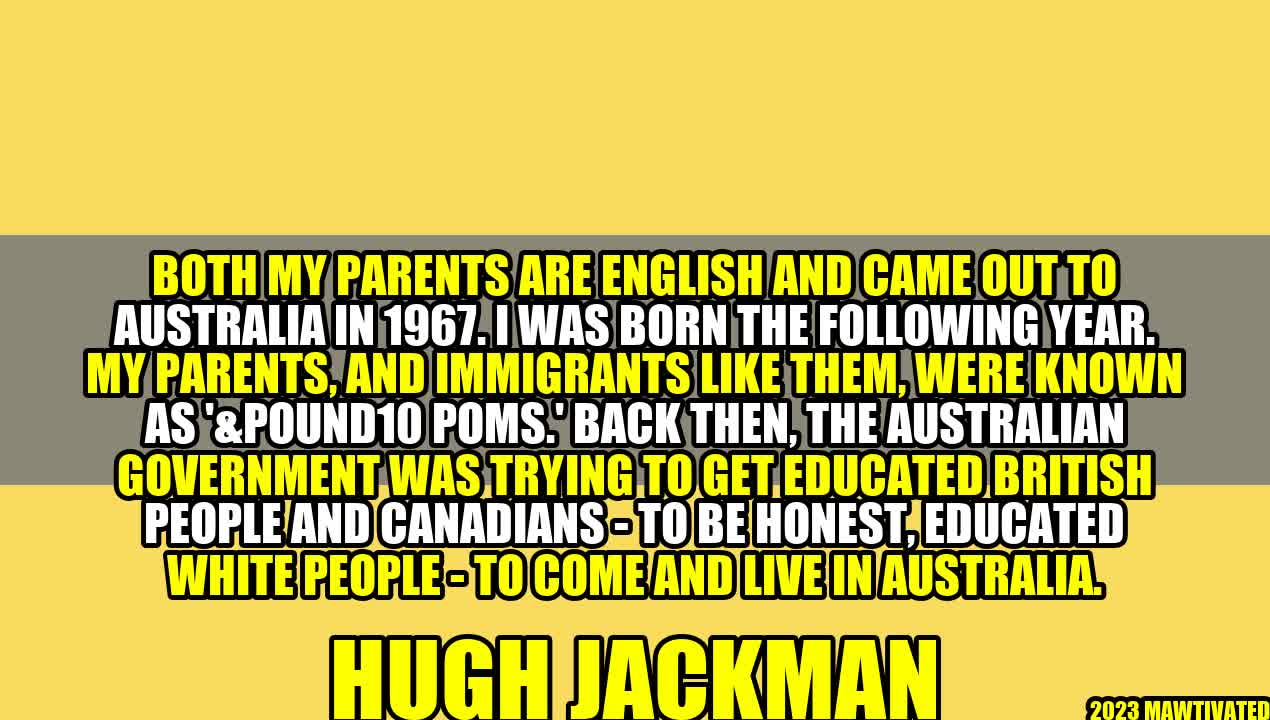 BOTH MY PARENTS ARE ENGLISH AND CAME OUT TO
AUSTRALIA IN 1967. I WAS BORN THE FOLLOWING YEAR.
MY PARENTS, AND IMMIGRANTS LIKE THEM, WERE KNOWN
AS '&POUND10 POMS.' BACK THEN, THE AUSTRALIAN
GOVERNMENT WAS TRYING TO GET EDUCATED BRITISH
PEOPLE AND CANADIANS - TO BE HONEST, EDUCATED
WHITE PEOPLE - TO COME AND LIVE IN AUSTRALIA.
HUGH JACKMAN
2023 MAWTIVATED